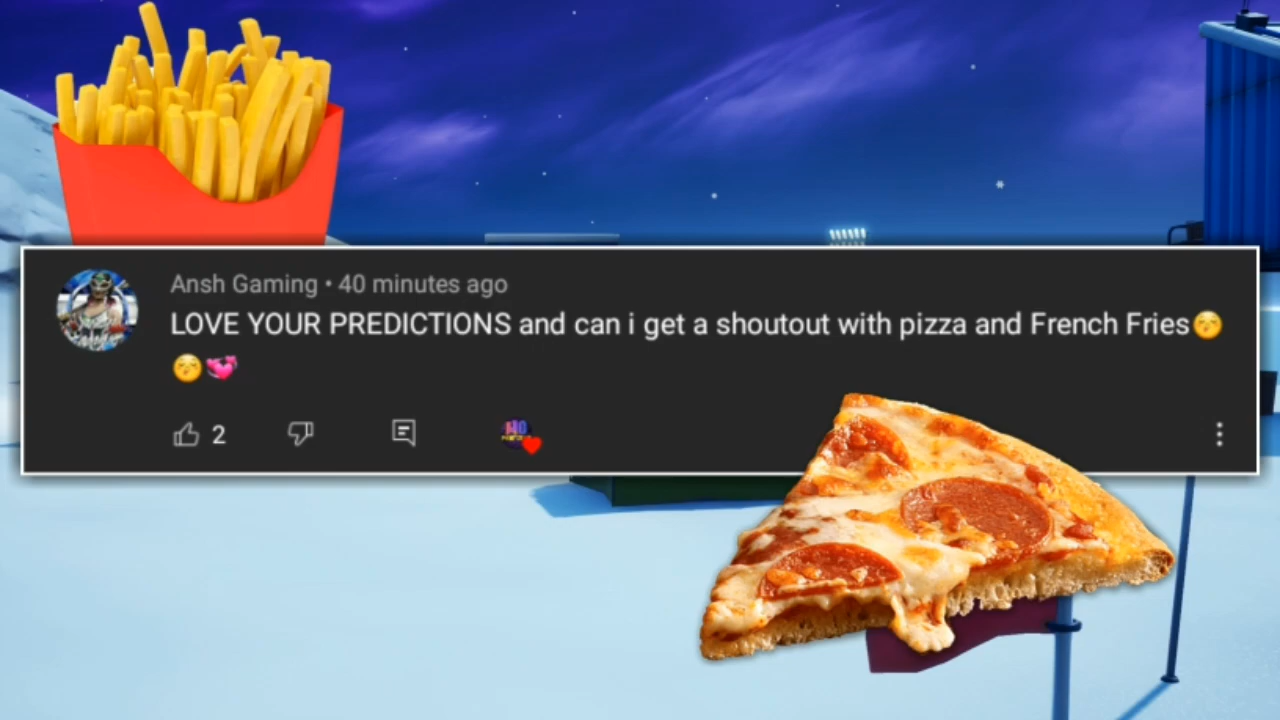 Ansh Gaming • 40 minutes ago
LOVE YOUR PREDICTIONS and can i get a shoutout with pizza and French Fries😚
😚💞
2